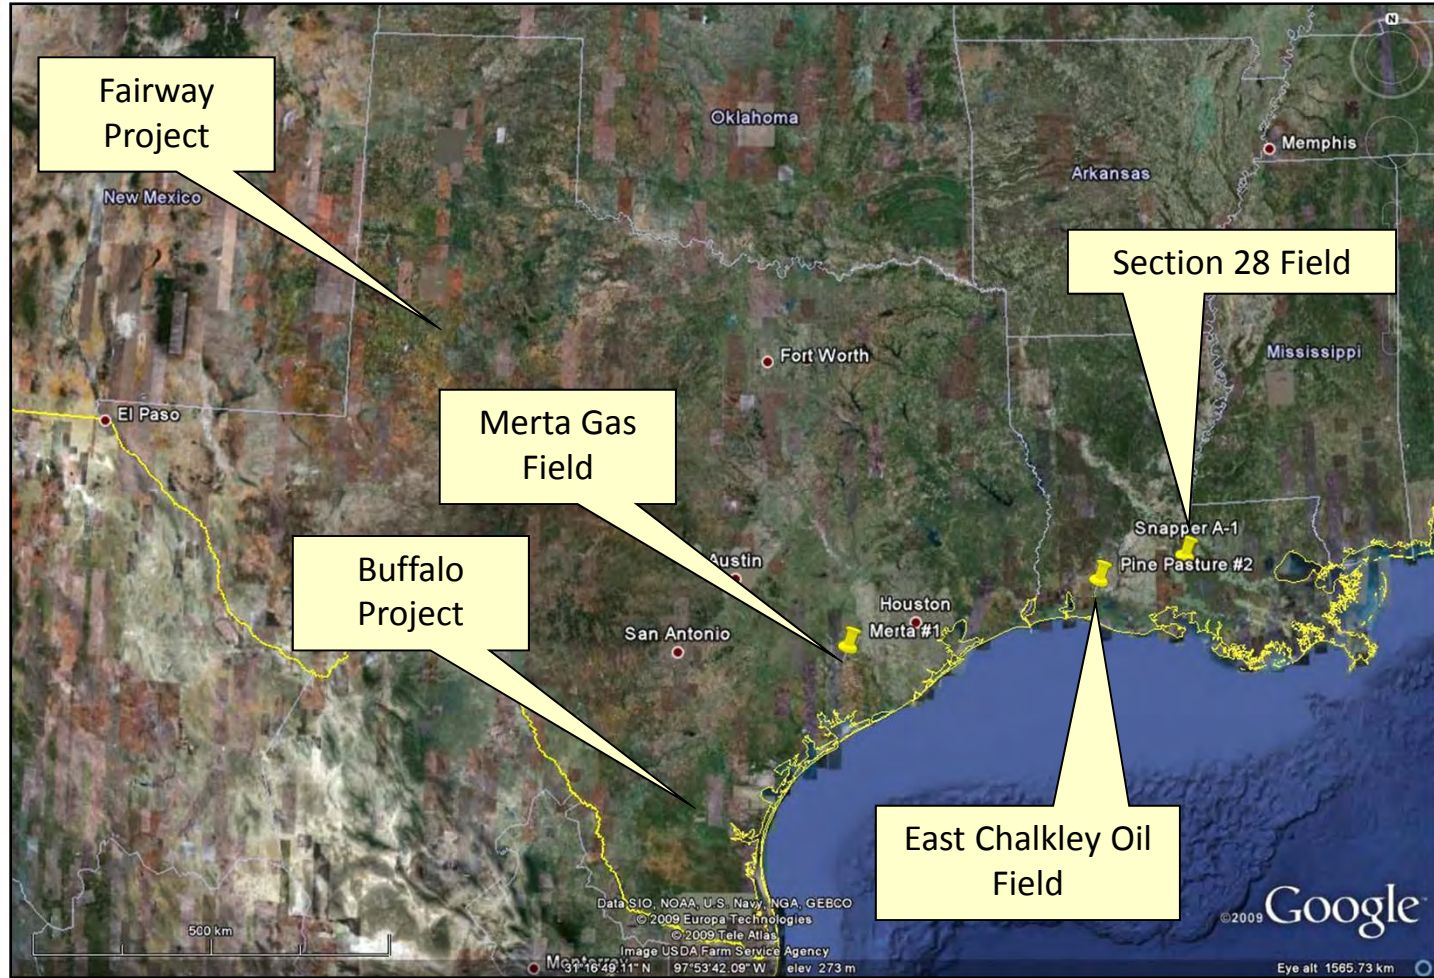 N
Fairway
Project
Oklahoma
Memphis
Arkansas
New Mexico
Section 28 Field
Fort Worth
Mississippi
El Paso
Merta Gas
Field
Snapper A-1
Pine Pasture #2
Buffalo
Project
Austin
Houston
Merta #1
San Antonio
East Chalkley Oil
Field
Data SIO, NOAA, U.S. Navy, NGA, GEBCO
© 2009 Europa Technologies
© 2009 Tele Atlas
Image USDA Farm Service Agency
©2009 Google
500 km
Monterrey
31°16'49.11" N 97°53'42.09" W elev 273 m
Eye alt 1565.73 km